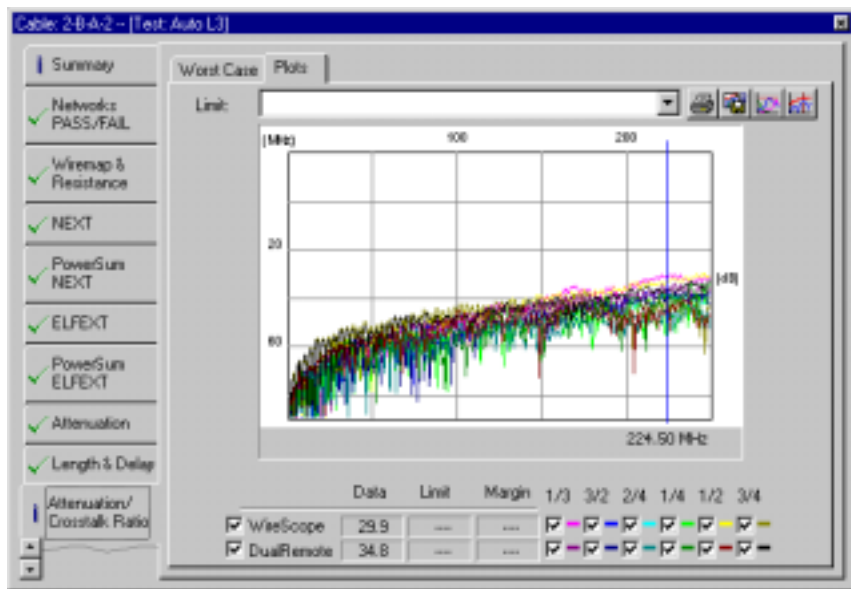 Cable: 2-B-A-2 -- [Test: Auto L3]
Summary
Networks
PASS/FAIL
Wiremap &
Resistance
NEXT
PowerSum
NEXT
ELFEXT
PowerSum
ELFEXT
Attenuation
Length & Delay
Attenuation/
Crosstalk Ratio
Worst Case Plots
Limit:
(MHz) 100 200
20
(dB)
60
224.50 MHz
Data Limit Margin 1/3 3/2 2/4 1/4 1/2 3/4
WireScope 29.9 ---- ----
DualRemote 34.8 ---- ----